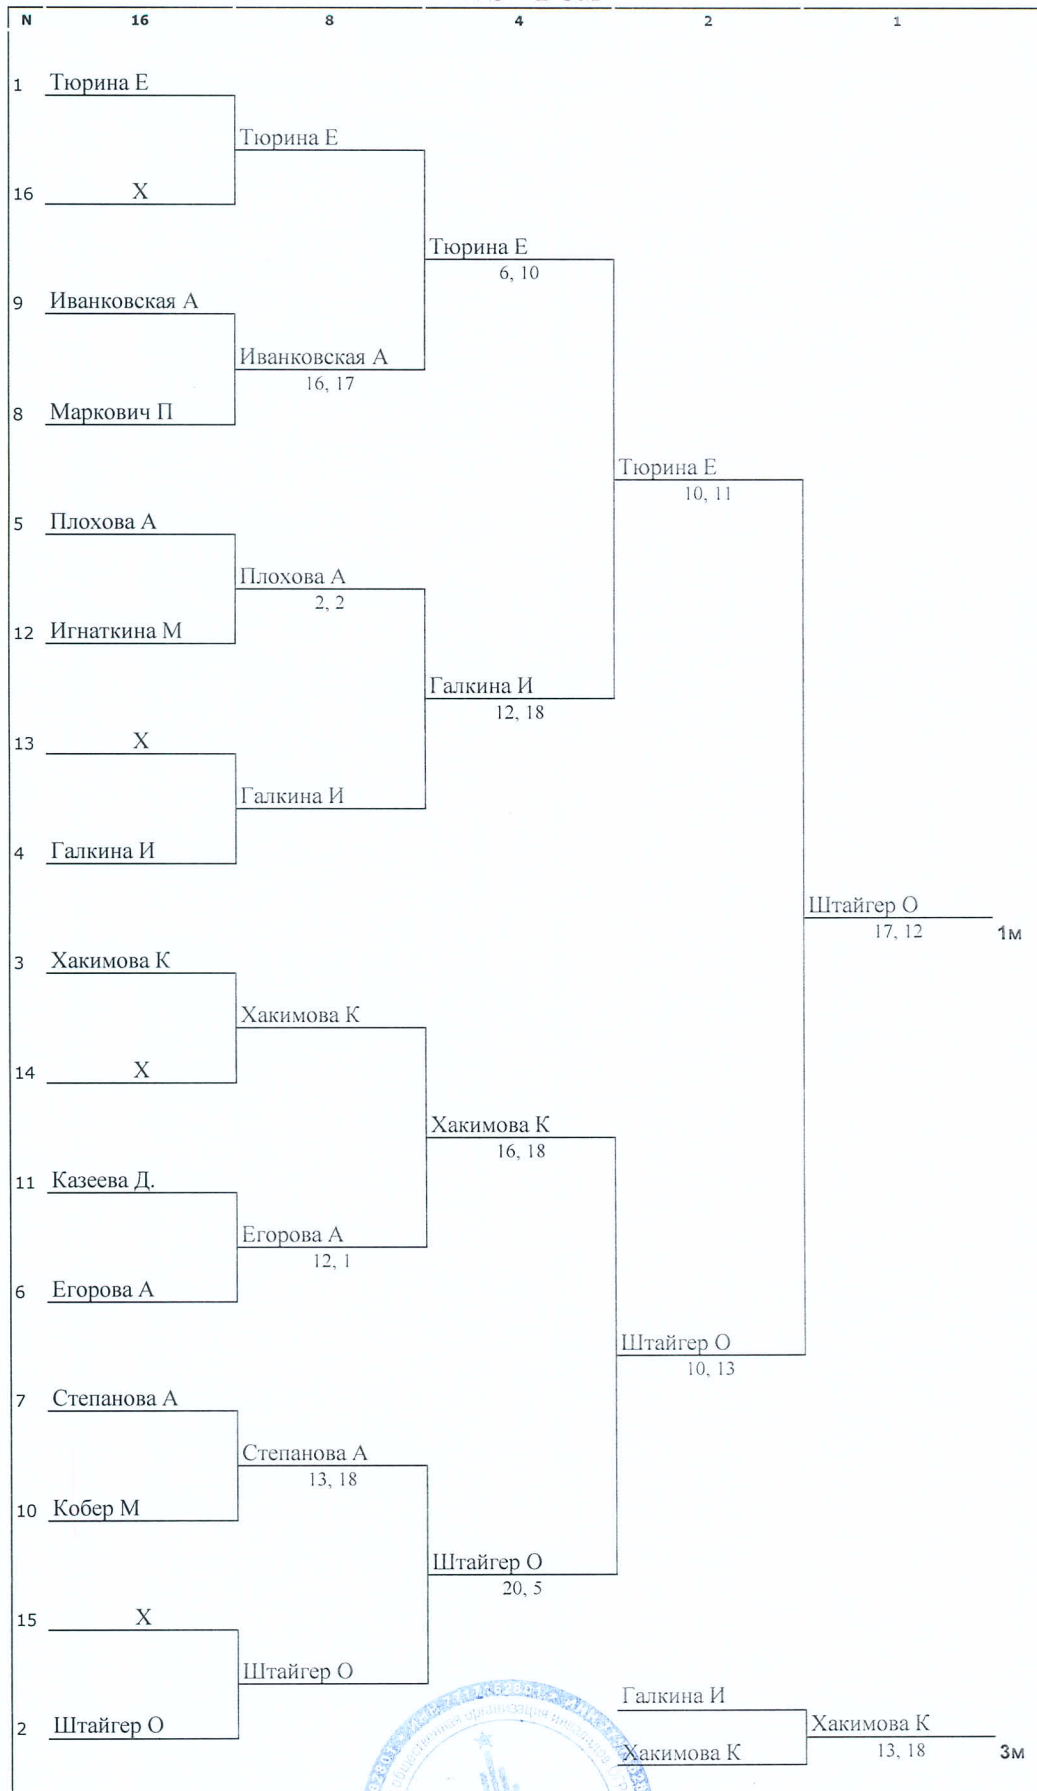 N 16 8 4 2 1
1 Тюрина Е
Тюрина Е
16 X
Тюрина Е
6, 10
9 Иванковская А
Иванковская А
16, 17
8 Маркович П
Тюрина Е
10, 11
5 Плохова А
Плохова А
2, 2
12 Игнаткина М
Галкина И
12, 18
13 X
Галкина И
4 Галкина И
Штайгер О
17, 12 1м
3 Хакимова К
Хакимова К
14 X
Хакимова К
16, 18
11 Казеева Д.
Егорова А
12, 1
6 Егорова А
Штайгер О
10, 13
7 Степанова А
Степанова А
13, 18
10 Кобер М
Штайгер О
20, 5
15 X
Штайгер О
2 Штайгер О
Галкина И
Хакимова К
13, 18 3м
Хакимова К
общественная организация инвалидов